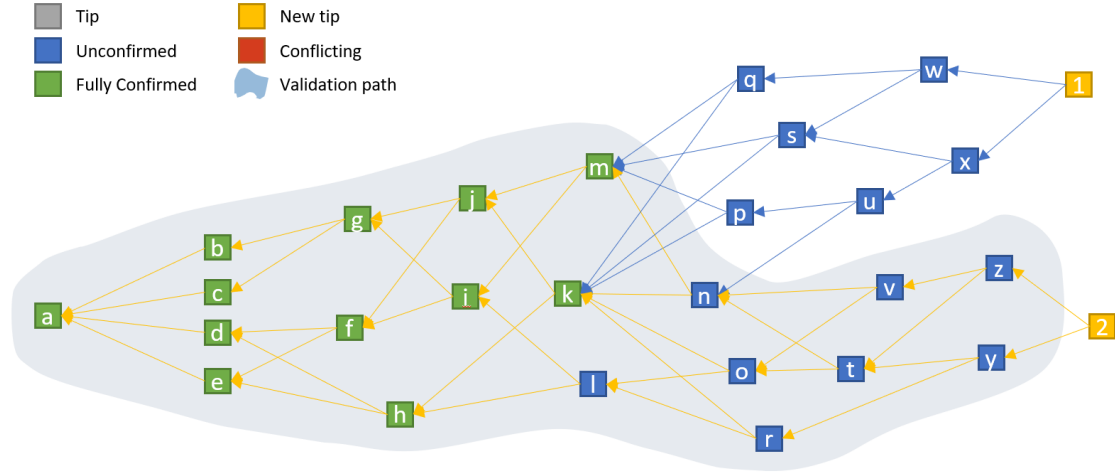 Tip
New tip
Unconfirmed
Conflicting
Fully Confirmed
Validation path
q
w
1
s
x
m
j
p
u
g
b
z
c
i
k
n
v
a
d
f
2
e
o
t
y
l
h
r